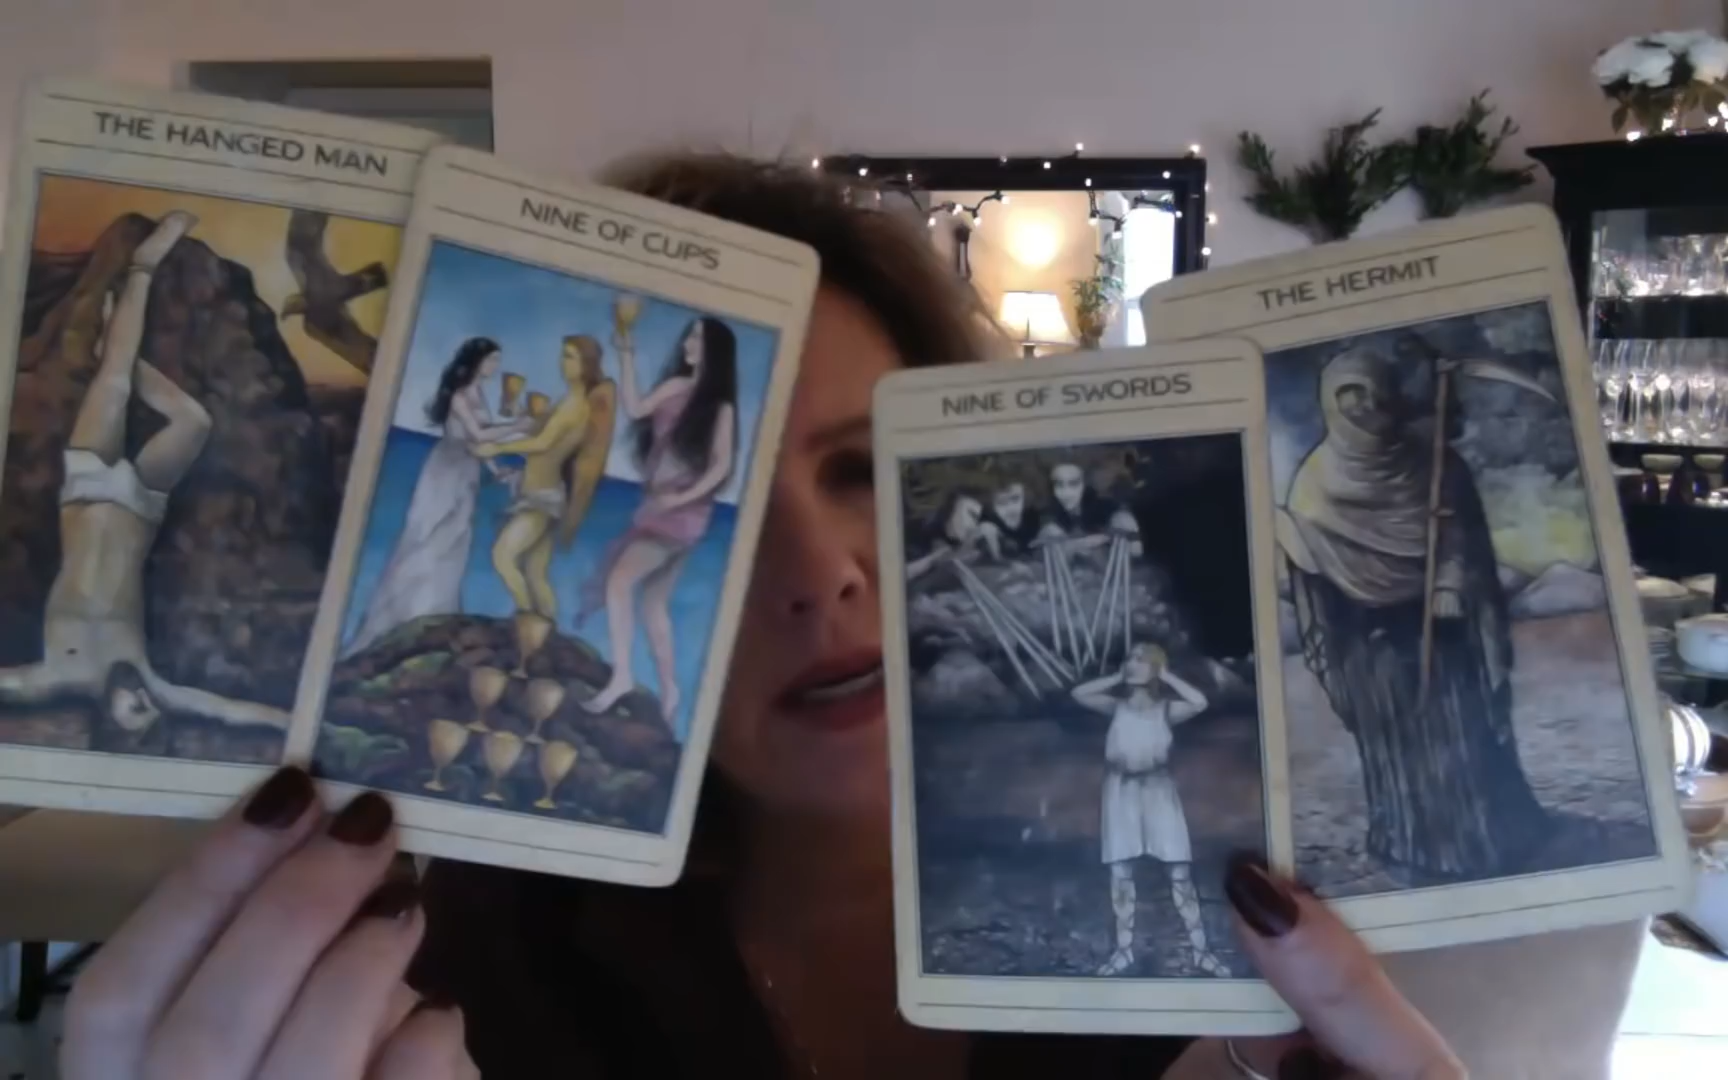 THE HANGED MAN
NINE OF CUPS
NINE OF SWORDS
THE HERMIT